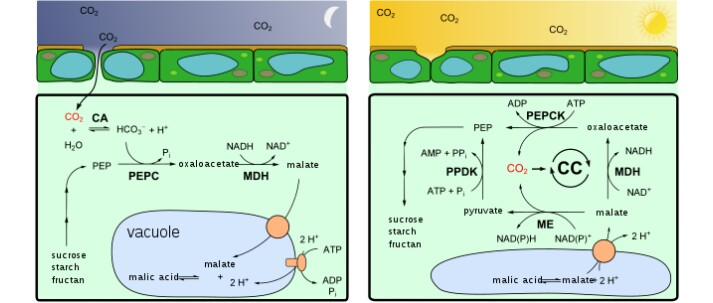 CO2
CO2
CO2
CO2 CA
+ HCO3⁻ + H⁺
H2O
Pi NADH NAD⁺
PEP oxaloacetate malate
PEPC MDH
vacuole
2 H⁺
ATP
sucrose
starch
fructan
malate
malic acid + 2 H⁺
ADP
Pi
CO2
CO2
CO2
ADP ATP
PEPCK
PEP oxaloacetate
AMP + PPi NADH
PPDK CO2 CC MDH
ATP + Pi NAD⁺
pyruvate malate
sucrose
starch
fructan
ME
NAD(P)H NAD(P)⁺ 2 H⁺
malic acid malate 2 H⁺